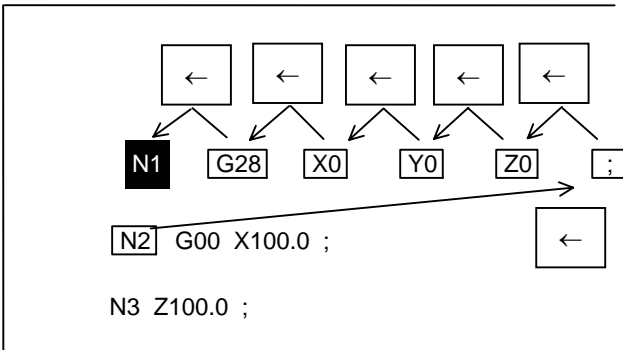 ← ← ← ← ←
N1 G28 X0 Y0 Z0 ;
N2 G00 X100.0 ;
←
N3 Z100.0 ;